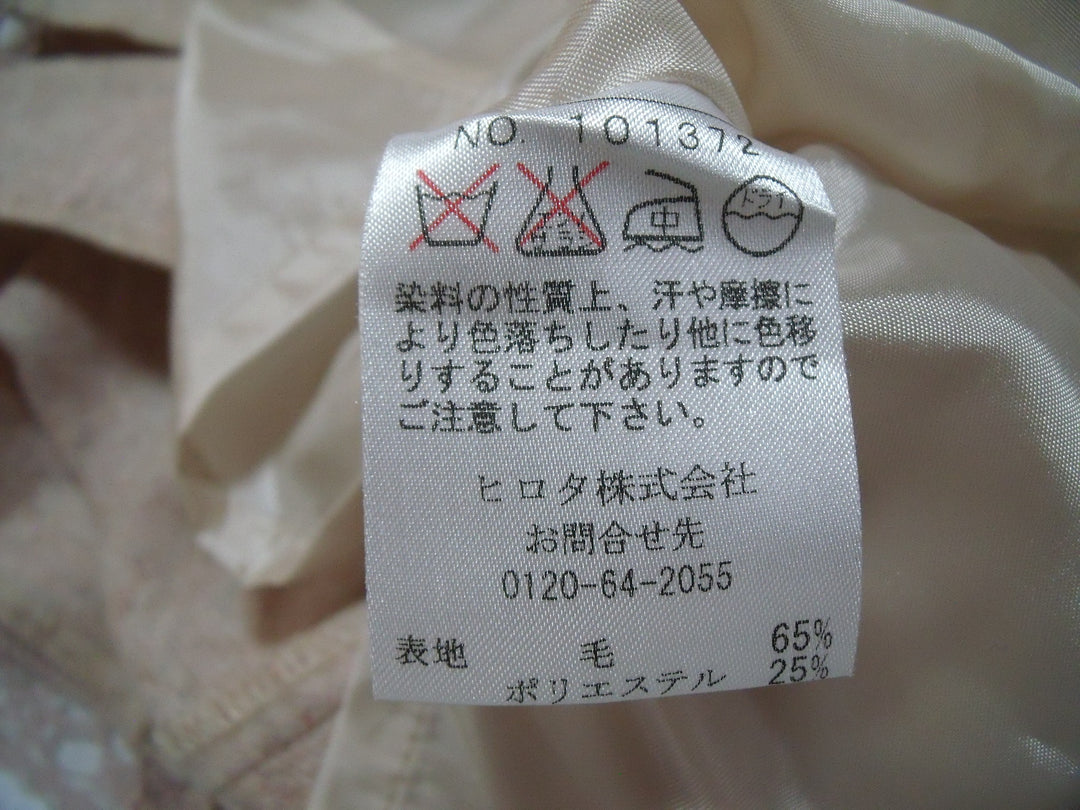 NO. 101372
中 ドライ
染料の性質上、汗や摩擦に
より色落ちしたり他に色移
りすることがありますので
ご注意して下さい。
ヒロタ株式会社
お問合せ先
0120-64-2055
表地 毛 65%
ポリエステル 25%